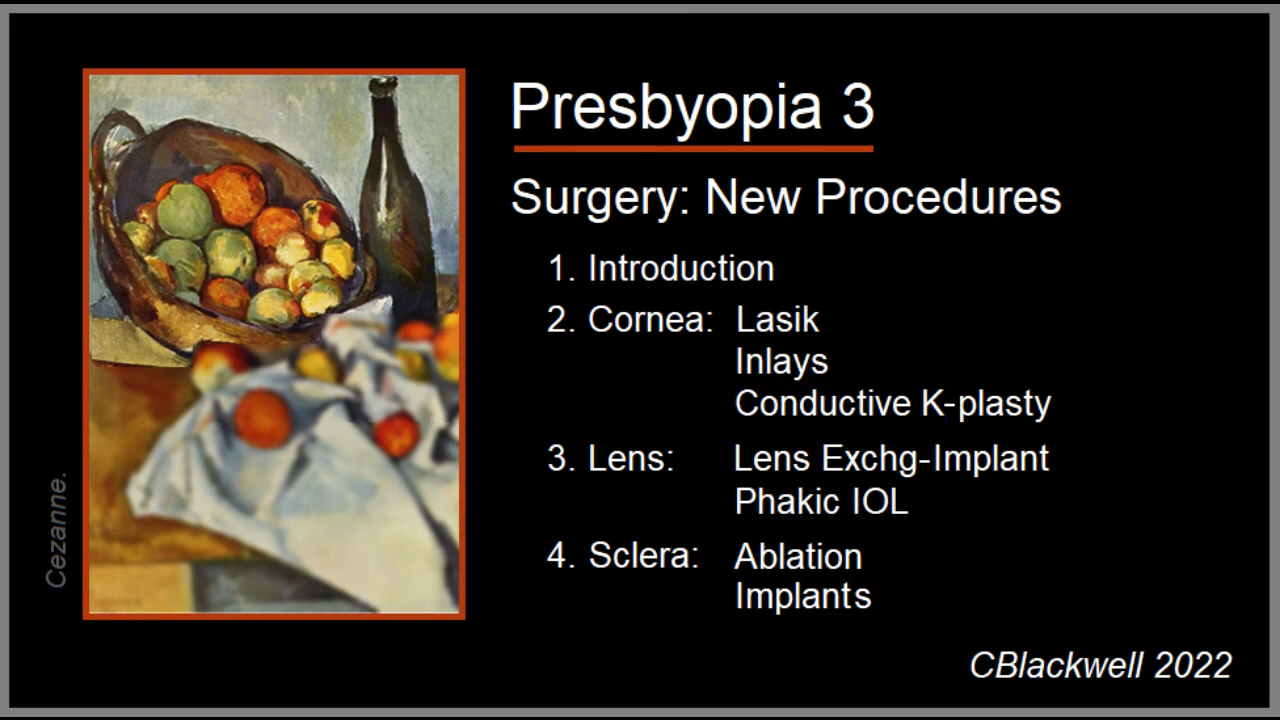 Presbyopia 3
Surgery: New Procedures
1. Introduction
2. Cornea: Lasik
Inlays
Conductive K-plasty
3. Lens: Lens Exchg-Implant
Phakic IOL
4. Sclera: Ablation
Implants
Cezanne.
CBlackwell 2022